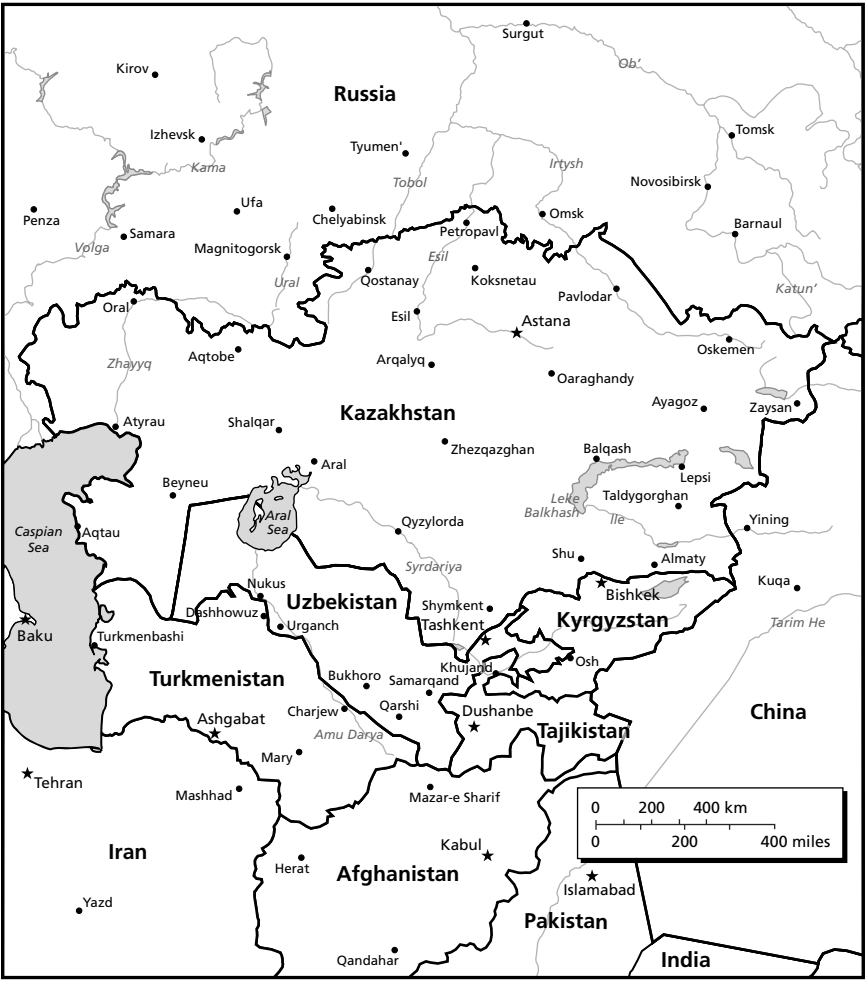 Surgut
Ob’
Kirov
Russia
Izhevsk
Tomsk
Tyumen'
Kama
Irtysh
Tobol
Novosibirsk
Ufa
Penza
Chelyabinsk
Omsk
Samara
Petropavl
Barnaul
Volga
Magnitogorsk
Esil
Ural
Qostanay
Koksnetau
Katun’
Pavlodar
Oral
Esil
Astana
Aqtobe
Oskemen
Zhayyq
Arqalyq
Oaraghandy
Ayagoz
Zaysan
Kazakhstan
Atyrau
Shalqar
Zhezqazghan
Balqash
Aral
Lepsi
Beyneu
Leke
Balkhash
Taldygorghan
Aral
Sea
Ile
Qyzylorda
Yining
Caspian
Sea
Aqtau
Shu
Almaty
Syrdariya
Nukus
Bishkek
Kuqa
Uzbekistan
Dashhowuz
Shymkent
Kyrgyzstan
Urganch
Tashkent
Tarim He
Baku
Turkmenbashi
Khujand
Osh
Turkmenistan
Bukhoro
Samarqand
Charjew
Qarshi
Dushanbe
China
Ashgabat
Amu Darya
Tajikistan
Mary
Tehran
Mashhad
Mazar-e Sharif
0 200 400 km
0 200 400 miles
Iran
Kabul
Herat
Afghanistan
Islamabad
Yazd
Pakistan
Qandahar
India